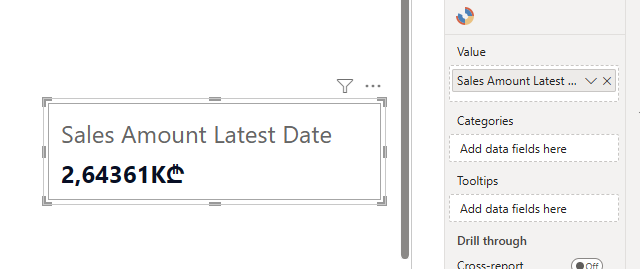 Sales Amount Latest Date
2,64361K₾
Value
Sales Amount Latest ...
Categories
Add data fields here
Tooltips
Add data fields here
Drill through
Cross-report
Off